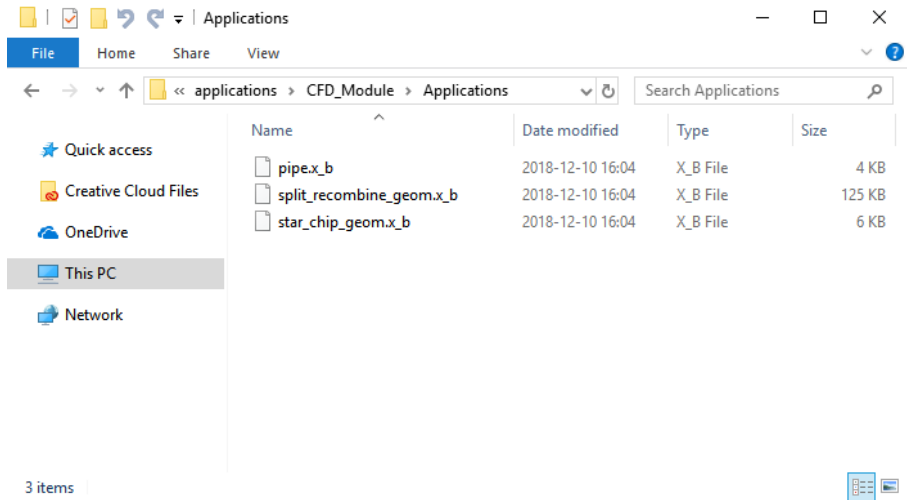 Applications
File Home Share View
« applications › CFD_Module › Applications Search Applications
Name Date modified Type Size
Quick access
Creative Cloud Files
OneDrive
This PC
Network
pipe.x_b 2018-12-10 16:04 X_B File 4 KB
split_recombine_geom.x_b 2018-12-10 16:04 X_B File 125 KB
star_chip_geom.x_b 2018-12-10 16:04 X_B File 6 KB
3 items